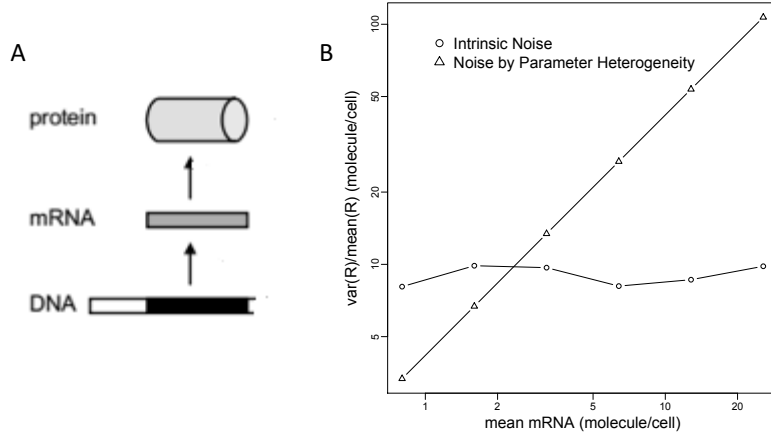 A
protein
mRNA
DNA
B
var(R)/mean(R) (molecule/cell)
100
50
20
10
5
Intrinsic Noise
Noise by Parameter Heterogeneity
1
2
5
10
20
mean mRNA (molecule/cell)